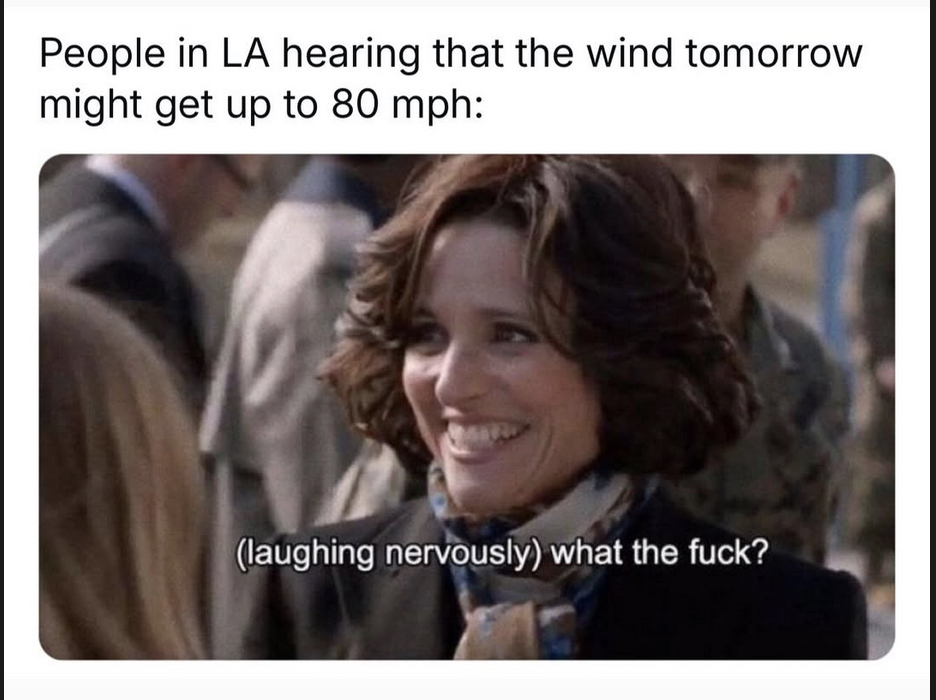 People in LA hearing that the wind tomorrow
might get up to 80 mph:
(laughing nervously) what the fuck?